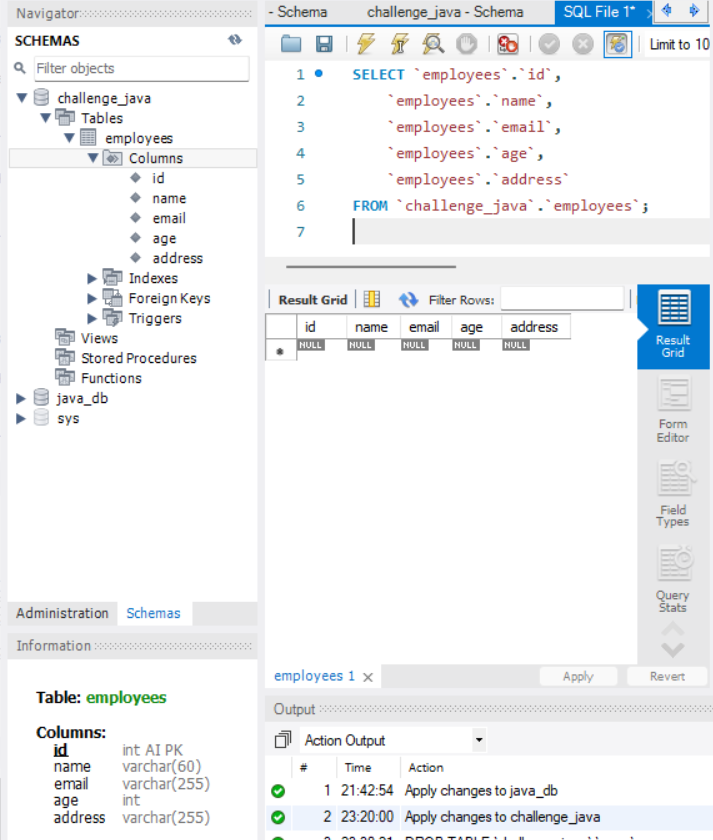 Navigator
SCHEMAS
Filter objects
challenge_java
Tables
employees
Columns
id
name
email
age
address
Indexes
Foreign Keys
Triggers
Views
Stored Procedures
Functions
java_db
sys
Administration Schemas
Information
Table: employees
Columns:
id int AI PK
name varchar(60)
email varchar(255)
age int
address varchar(255)
- Schema challenge_java - Schema SQL File 1*
Limit to 10
1 SELECT `employees`.`id`,
2 `employees`.`name`,
3 `employees`.`email`,
4 `employees`.`age`,
5 `employees`.`address`
6 FROM `challenge_java`.`employees`;
7
Result Grid Filter Rows:
id name email age address
NULL NULL NULL NULL NULL
Result
Grid
Form
Editor
Field
Types
Query
Stats
employees 1 Apply Revert
Output
Action Output
# Time Action
1 21:42:54 Apply changes to java_db
2 23:20:00 Apply changes to challenge_java